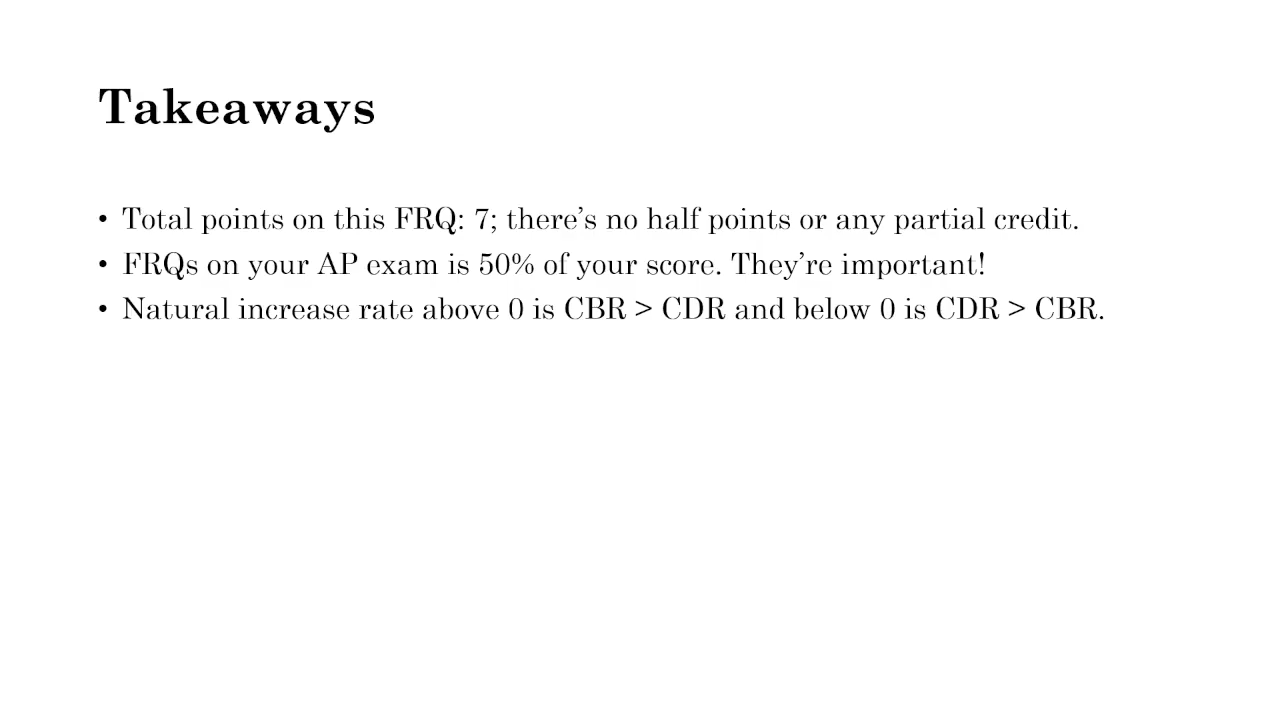 Takeaways
• Total points on this FRQ: 7; there’s no half points or any partial credit.
• FRQs on your AP exam is 50% of your score. They’re important!
• Natural increase rate above 0 is CBR > CDR and below 0 is CDR > CBR.